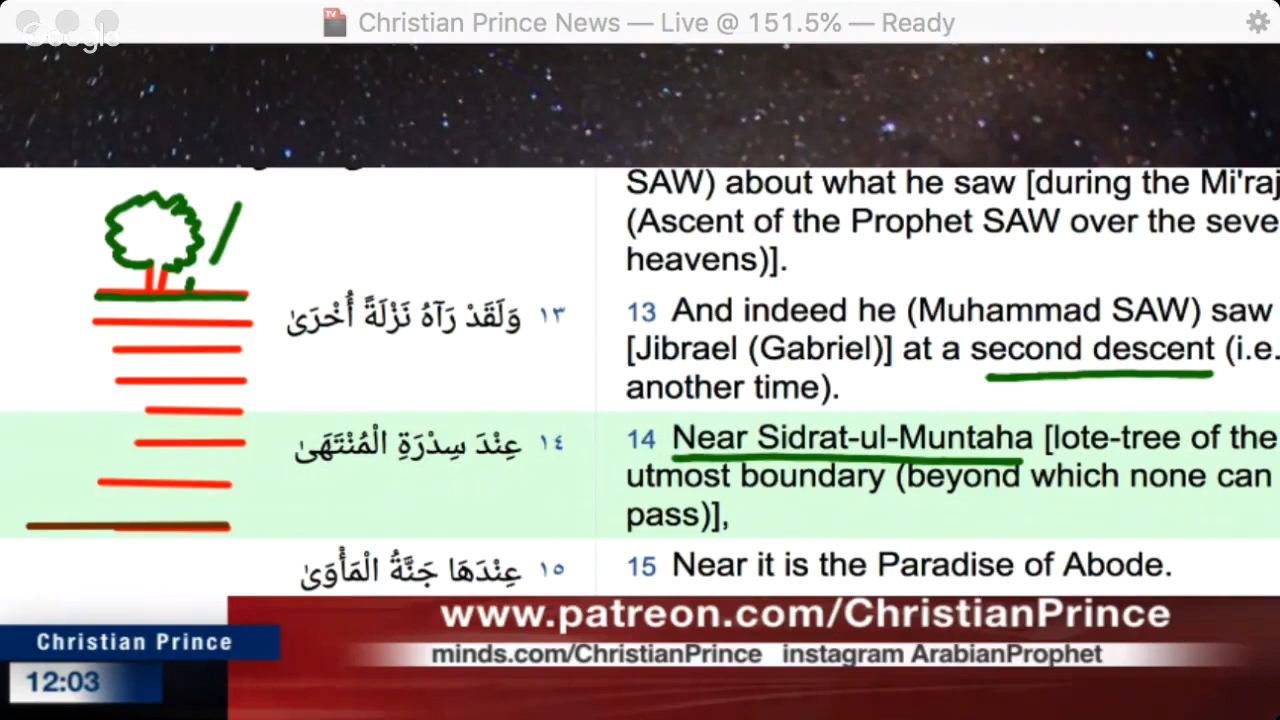 Christian Prince News — Live @ 151.5% — Ready
Google
SAW) about what he saw [during the Mi'raj
(Ascent of the Prophet SAW over the seve
heavens)].
وَلَقَدْ رَآهُ نَزْلَةً أُخْرَىٰ ١٣
13 And indeed he (Muhammad SAW) saw
[Jibrael (Gabriel)] at a second descent (i.e.
another time).
عِنْدَ سِدْرَةِ الْمُنْتَهَىٰ ١٤
14 Near Sidrat-ul-Muntaha [lote-tree of the
utmost boundary (beyond which none can
pass)],
عِنْدَهَا جَنَّةُ الْمَأْوَىٰ ١٥
15 Near it is the Paradise of Abode.
www.patreon.com/ChristianPrince
Christian Prince
minds.com/ChristianPrince instagram ArabianProphet
12:03